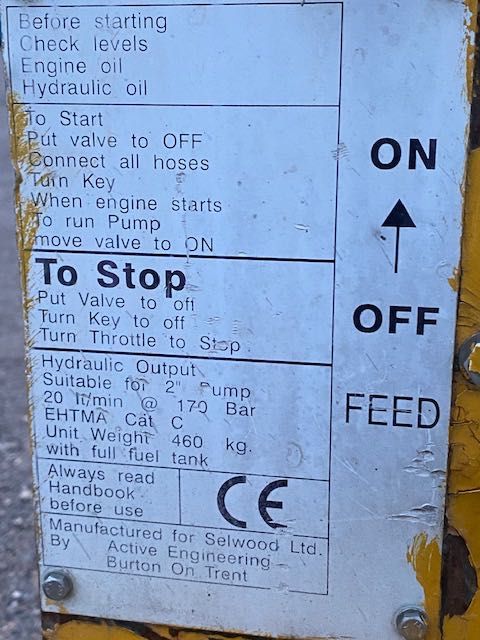 Before starting
Check levels
Engine oil
Hydraulic oil
To Start
Put valve to OFF
Connect all hoses
Turn Key
When engine starts
To run Pump
move valve to ON
To Stop
Put Valve to off
Turn Key to off
Turn Throttle to Stop.
Hydraulic Output
Suitable for 2" Pump
20 lt/min @ 170 Bar
EHTMA Cat C
Unit Weight 460 kg.
with full fuel tank
Always read
Handbook
before use
CE
Manufactured for Selwood Ltd.
By Active Engineering
Burton On Trent
ON
OFF
FEED